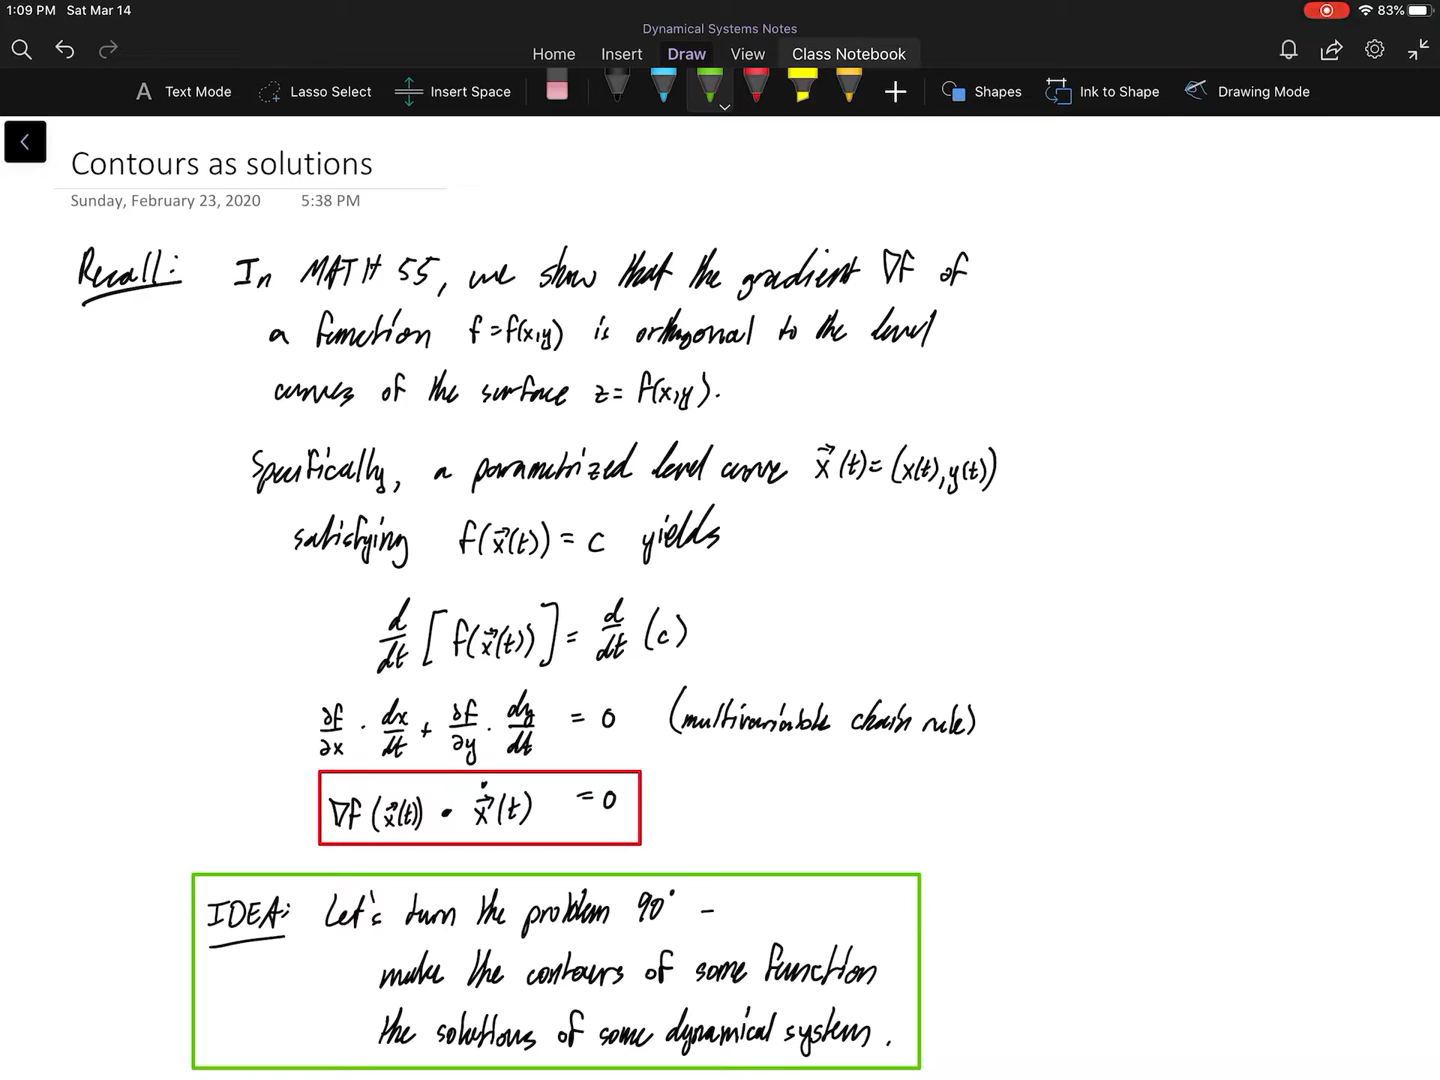 1:09 PM Sat Mar 14
83%
Dynamical Systems Notes
Home Insert Draw View Class Notebook
A Text Mode Lasso Select Insert Space Shapes Ink to Shape Drawing Mode
Contours as solutions
Sunday, February 23, 2020 5:38 PM
Recall: In MATH 55, we show that the gradient ∇f of
a function f=f(x,y) is orthogonal to the level
curves of the surface z= f(x,y).
Specifically, a parametrized level curve x⃗(t)=(x(t),y(t))
satisfying f(x⃗(t)) = c yields
d/dt [f(x⃗(t))] = d/dt (c)
∂f/∂x · dx/dt + ∂f/∂y · dy/dt = 0 (multivariable chain rule)
∇f(x⃗(t)) • ẋ⃗(t) = 0
IDEA: Let's turn the problem 90° –
make the contours of some function
the solutions of some dynamical system.